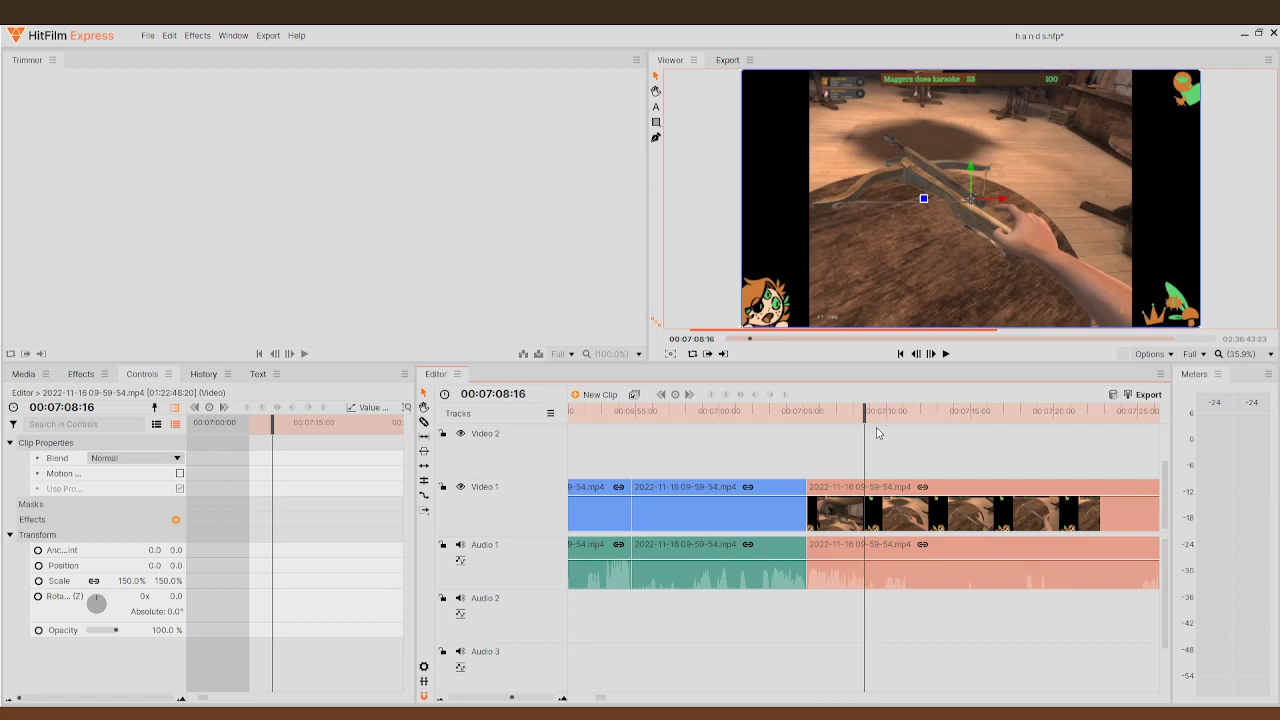 HitFilm Express
File Edit Effects Window Export Help
h a n d s.hfp*
Trimmer
Viewer Export
Maggerz does karaoke 53 100
00:07:08:16
02:36:43:23
Full (100.0%)
Options Full (35.9%)
Media Effects Controls History Text
Editor > 2022-11-16 09-59-54.mp4 [01:22:48:20] (Video)
00:07:08:16
Value ...
Search in Controls
00:07:00:00 00:07:15:00 00.
Clip Properties
Blend Normal
Motion ...
Use Pro...
Masks
Effects
Transform
Anc...int 0.0 0.0
Position 0.0 0.0
Scale 150.0% 150.0%
Rota... (Z) 0x 0.0
Absolute: 0.0°
Opacity 100.0 %
Editor
00:07:08:16
New Clip
Export
Tracks
00:06:55:00 00:07:00:00 00:07:05:00 00:07:10:00 00:07:15:00 00:07:20:00 00:07:25:00
Video 2
Video 1
9-54.mp4 2022-11-16 09-59-54.mp4 2022-11-16 09-59-54.mp4
Audio 1
9-54.mp4 2022-11-16 09-59-54.mp4 2022-11-16 09-59-54.mp4
Audio 2
Audio 3
Meters
-24 -24
6
0
-6
-12
-18
-24
-30
-36
-42
-48
-54